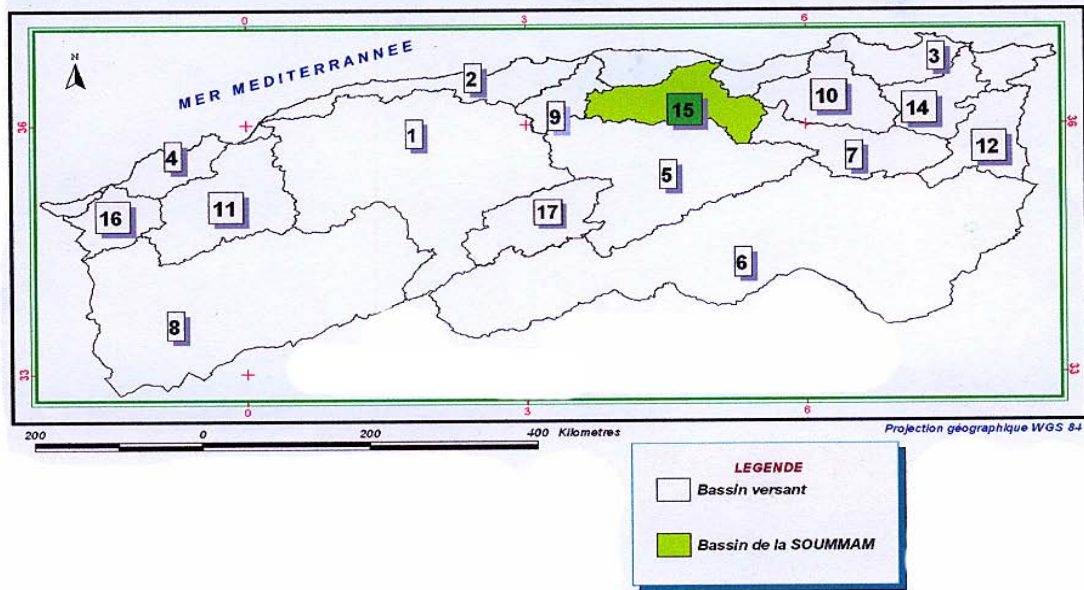 0 3 6
MER MEDITERRANNEE
N
3
2
10
15
14
9
36
1
36
12
4
7
5
16
11
17
6
8
33
33
0 3 6
200 0 200 400 Kilometres
Projection géographique WGS 84
LEGENDE
Bassin versant
Bassin de la SOUMMAM